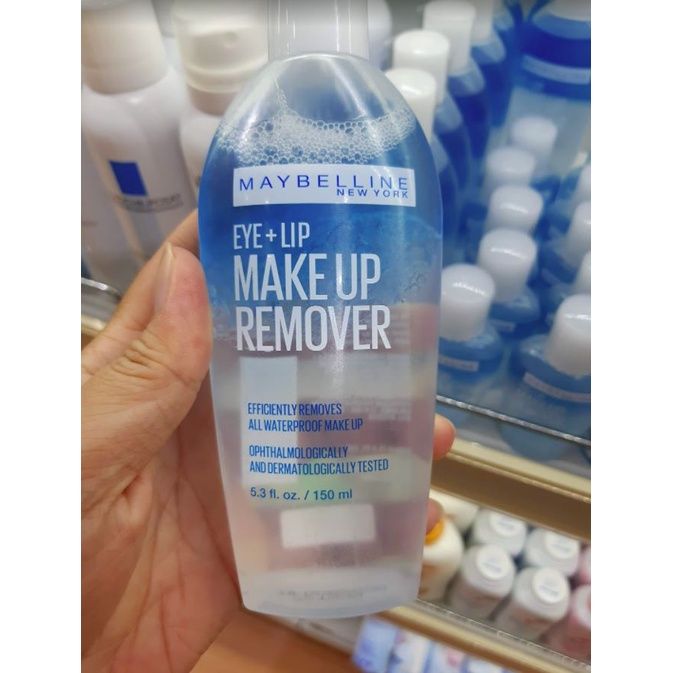 MAYBELLINE
NEW YORK
EYE+LIP
MAKE UP
REMOVER
EFFICIENTLY REMOVES
ALL WATERPROOF MAKE UP
OPHTHALMOLOGICALLY
AND DERMATOLOGICALLY TESTED
5.3 fl. oz. / 150 ml